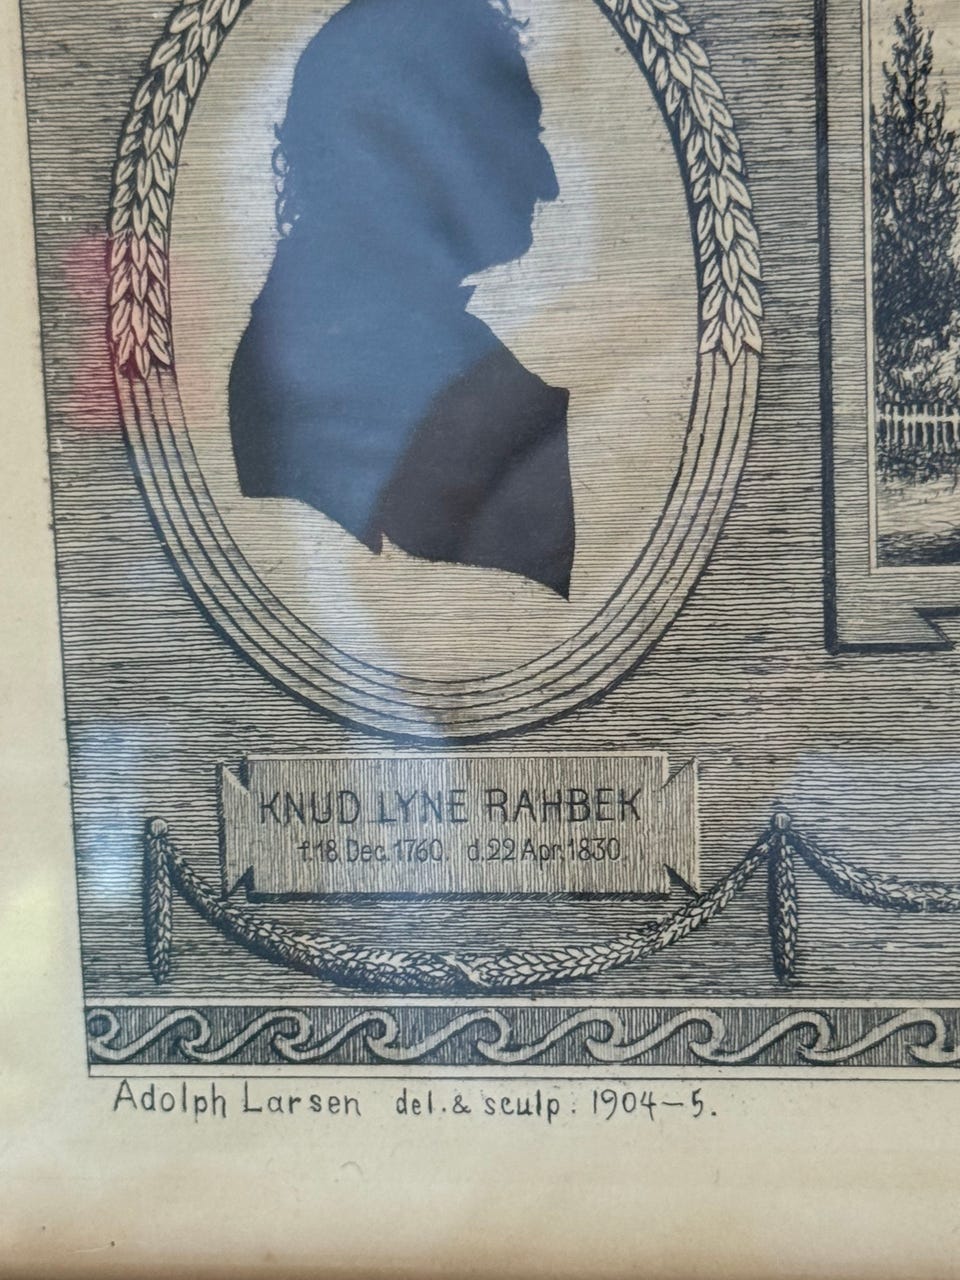 KNUD LYNE RAHBEK
f.18.Dec.1760. d.22.Apr.1830.
Adolph Larsen del. & sculp: 1904-5.